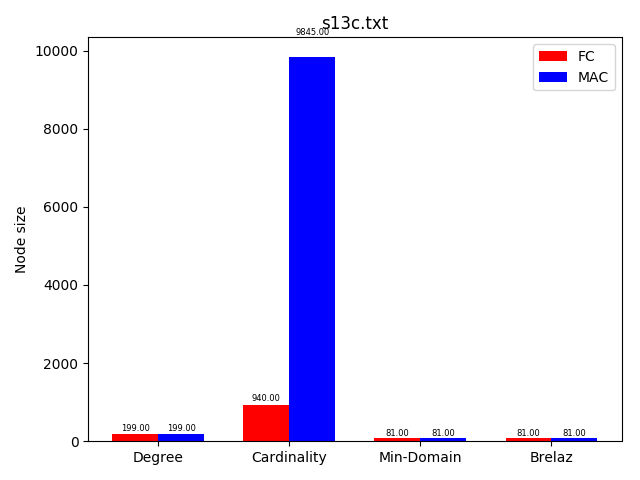 s13c.txt
9845.00
10000
FC
MAC
8000
6000
Node size
4000
2000
940.00
199.00 199.00
81.00 81.00
81.00 81.00
0
Degree Cardinality Min-Domain Brelaz